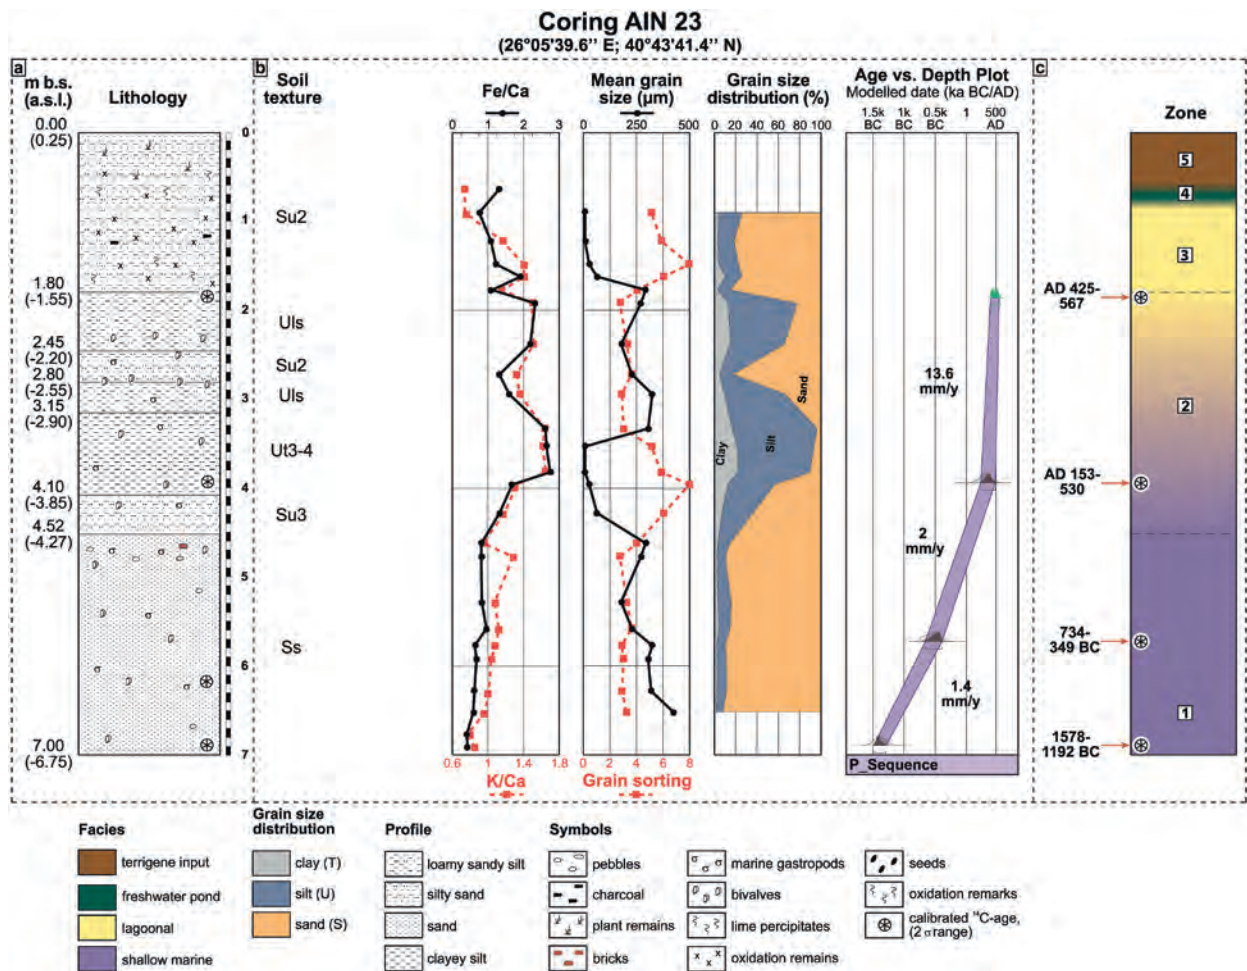 Coring AIN 23
(26°05'39.6'' E; 40°43'41.4'' N)
a
m b.s.
(a.s.l.)
Lithology
0.00
(0.25)
1.80
(-1.55)
2.45
(-2.20)
2.80
(-2.55)
3.15
(-2.90)
4.10
(-3.85)
4.52
(-4.27)
7.00
(-6.75)
0
1
2
3
4
5
6
7
b
Soil
texture
Su2
Uls
Su2
Uls
Ut3-4
Su3
Ss
Fe/Ca
0 1 2 3
0.6 1 1.4 1.8
K/Ca
Mean grain
size (µm)
0 250 500
0 2 4 6 8
Grain sorting
Grain size
distribution (%)
0 20 40 60 80 100
Clay
Silt
Sand
Age vs. Depth Plot
Modelled date (ka BC/AD)
1.5k 1k 0.5k 1 500
BC BC BC AD
13.6
mm/y
2
mm/y
1.4
mm/y
P_Sequence
c
Zone
5
4
3
2
1
AD 425-
567
AD 153-
530
734-
349 BC
1578-
1192 BC
Facies
terrigene input
freshwater pond
lagoonal
shallow marine
Grain size
distribution
clay (T)
silt (U)
sand (S)
Profile
loamy sandy silt
silty sand
sand
clayey silt
Symbols
pebbles
charcoal
plant remains
bricks
marine gastropods
bivalves
lime percipitates
oxidation remains
seeds
oxidation remarks
calibrated ¹⁴C-age,
(2 σ range)